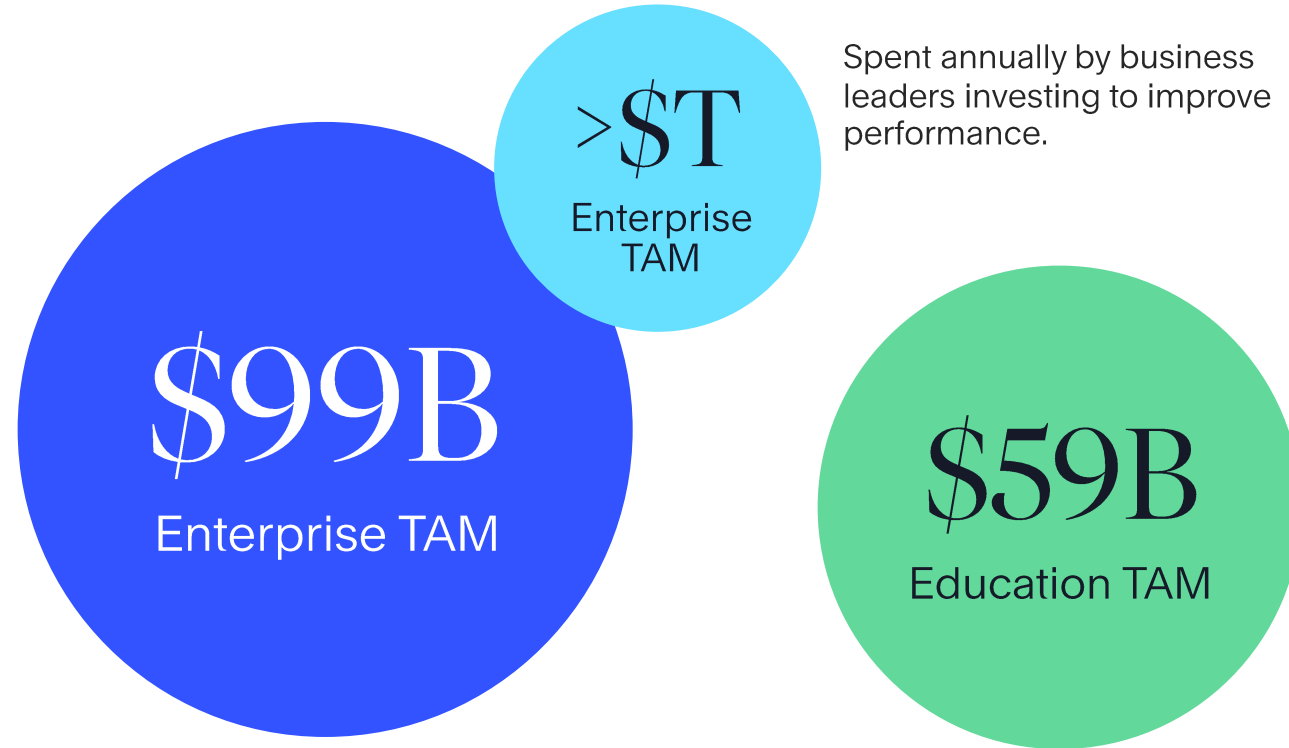 >$T
Enterprise
TAM
Spent annually by business
leaders investing to improve
performance.
$99B
Enterprise TAM
$59B
Education TAM